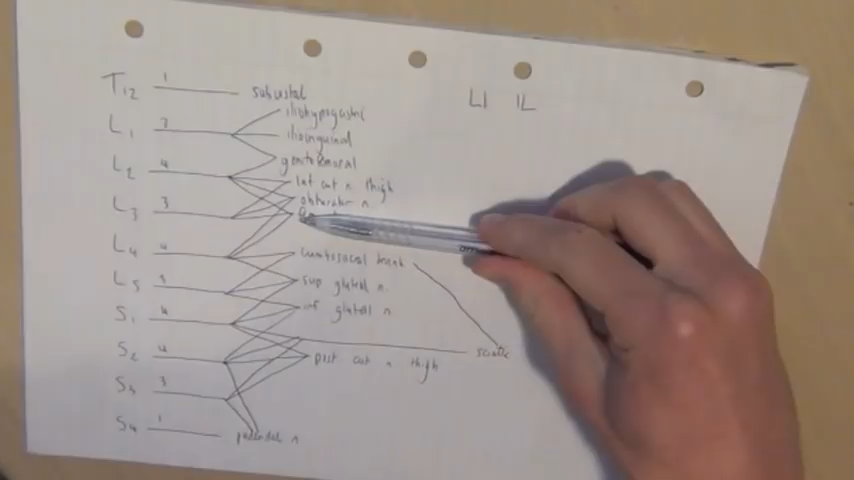 T12 1 subcostal
L1 IL
iliohypogastric
L1 3 ilioinguinal
genitofemoral
L2 4
lat cut n thigh
obturator n
L3 3
L4 4 lumbosacral trunk
L5 3 sup gluteal n
inf gluteal n
S1 4
S2 4 sciatic
post cut n thigh
S3 3
S4 1 pudendal n